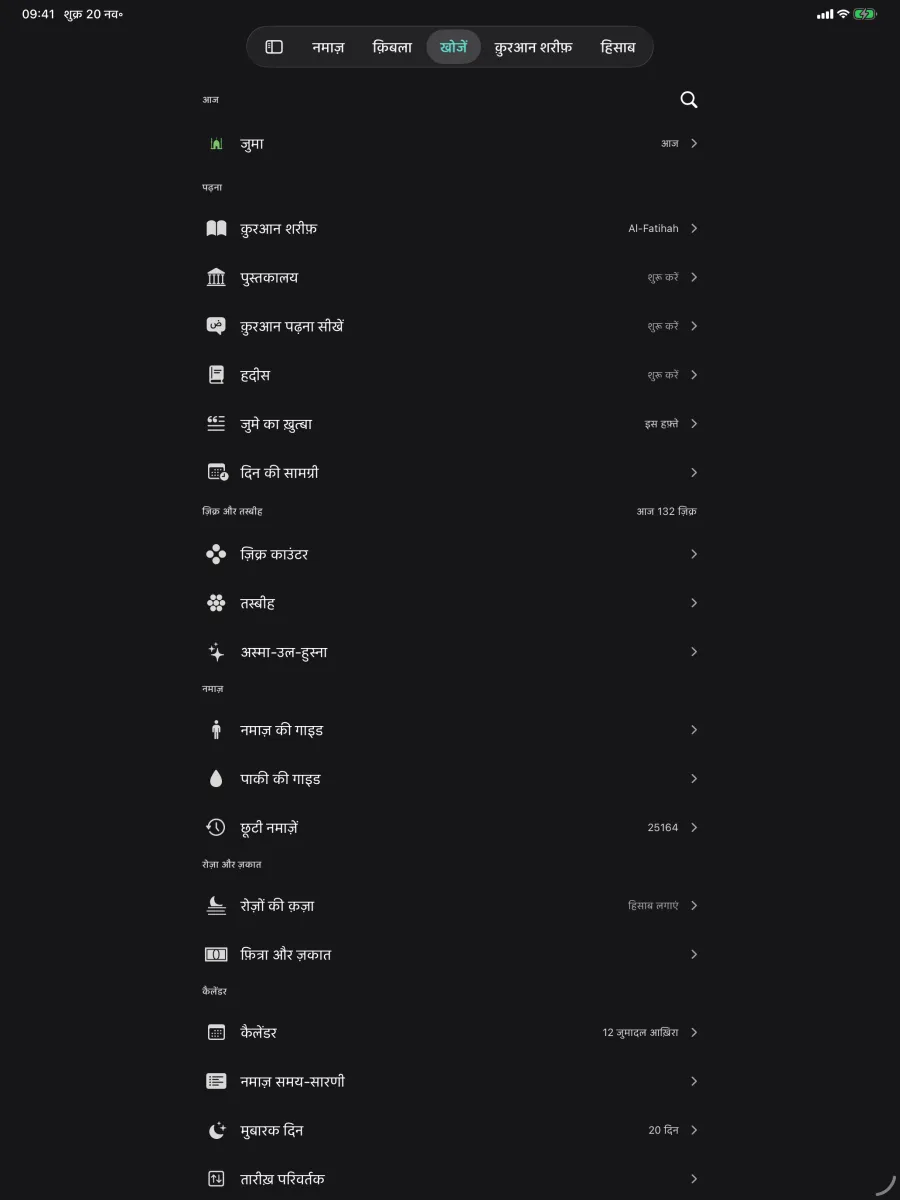 09:41 शुक्र 20 नव॰
नमाज़ क़िबला खोजें क़ुरआन शरीफ़ हिसाब
आज
जुमा आज
पढ़ना
क़ुरआन शरीफ़ Al-Fatihah
पुस्तकालय शुरू करें
ض क़ुरआन पढ़ना सीखें शुरू करें
हदीस शुरू करें
जुमे का ख़ुत्बा इस हफ़्ते
दिन की सामग्री
ज़िक्र और तस्बीह आज 132 ज़िक्र
ज़िक्र काउंटर
तस्बीह
अस्मा-उल-हुस्ना
नमाज़
नमाज़ की गाइड
पाकी की गाइड
छूटी नमाज़ें 25164
रोज़ा और ज़कात
रोज़ों की क़ज़ा हिसाब लगाएं
फ़ित्रा और ज़कात
कैलेंडर
कैलेंडर 12 जुमादल आख़िरा
नमाज़ समय-सारणी
मुबारक दिन 20 दिन
तारीख़ परिवर्तक